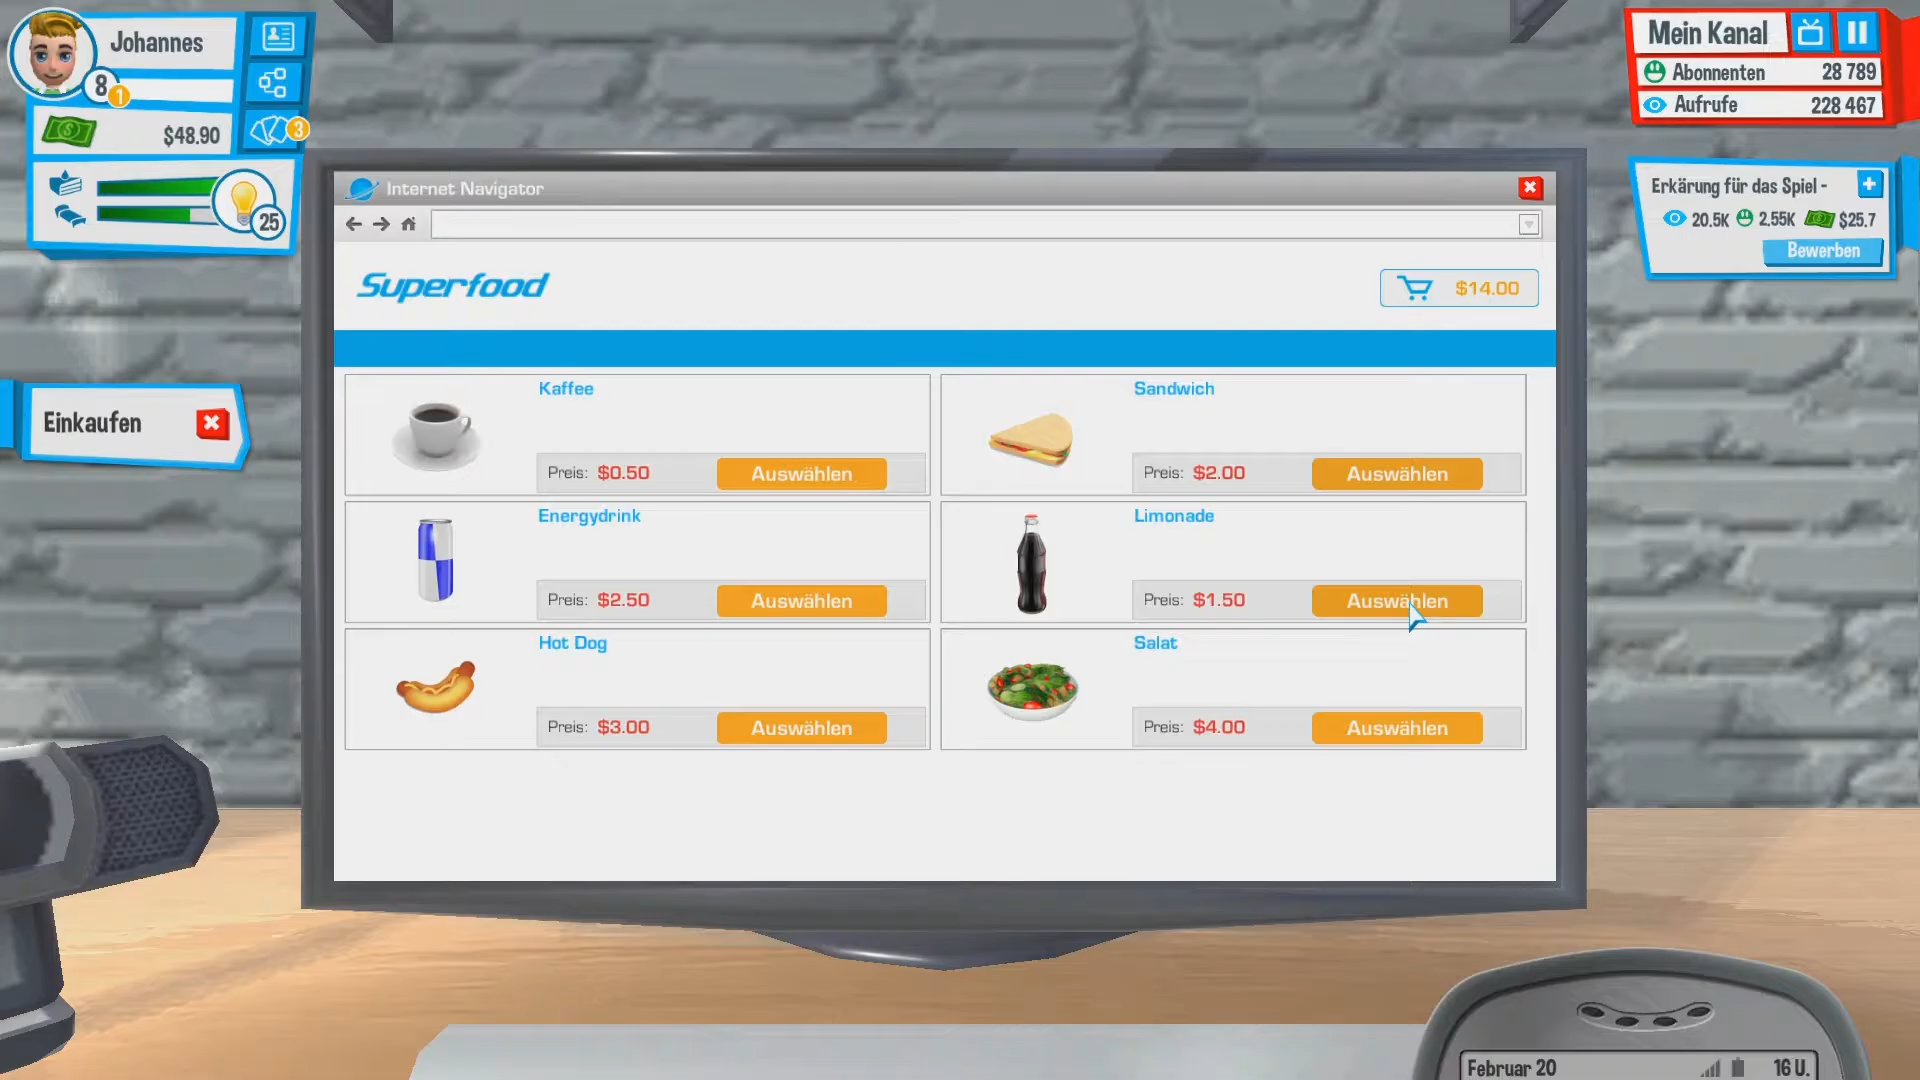 Johannes
8
1
$48.90
3
25
Mein Kanal
Abonnenten 28 789
Aufrufe 228 467
Erkärung für das Spiel -
20.5K 2.55K $25.7
Bewerben
Einkaufen
Internet Navigator
Superfood
$14.00
Kaffee
Preis: $0.50 Auswählen
Sandwich
Preis: $2.00 Auswählen
Energydrink
Preis: $2.50 Auswählen
Limonade
Preis: $1.50 Auswählen
Hot Dog
Preis: $3.00 Auswählen
Salat
Preis: $4.00 Auswählen
Februar 20 16 U.